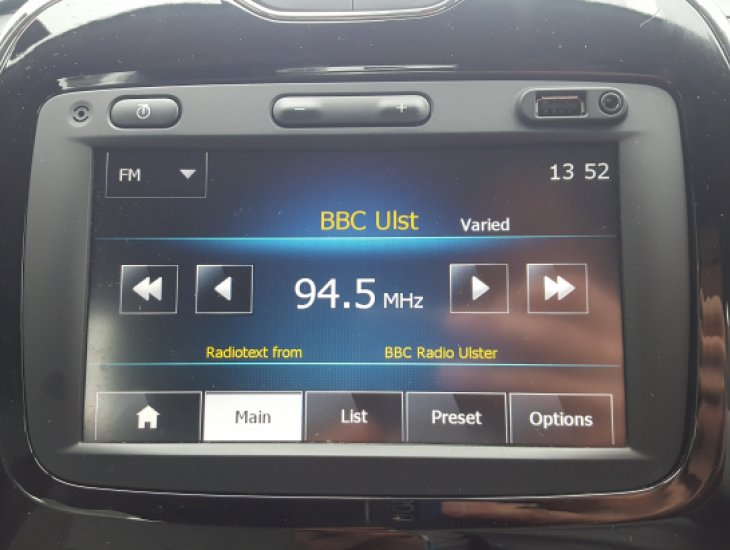 − +
FM 13 52
BBC Ulst Varied
94.5 MHz
Radiotext from BBC Radio Ulster
Main List Preset Options